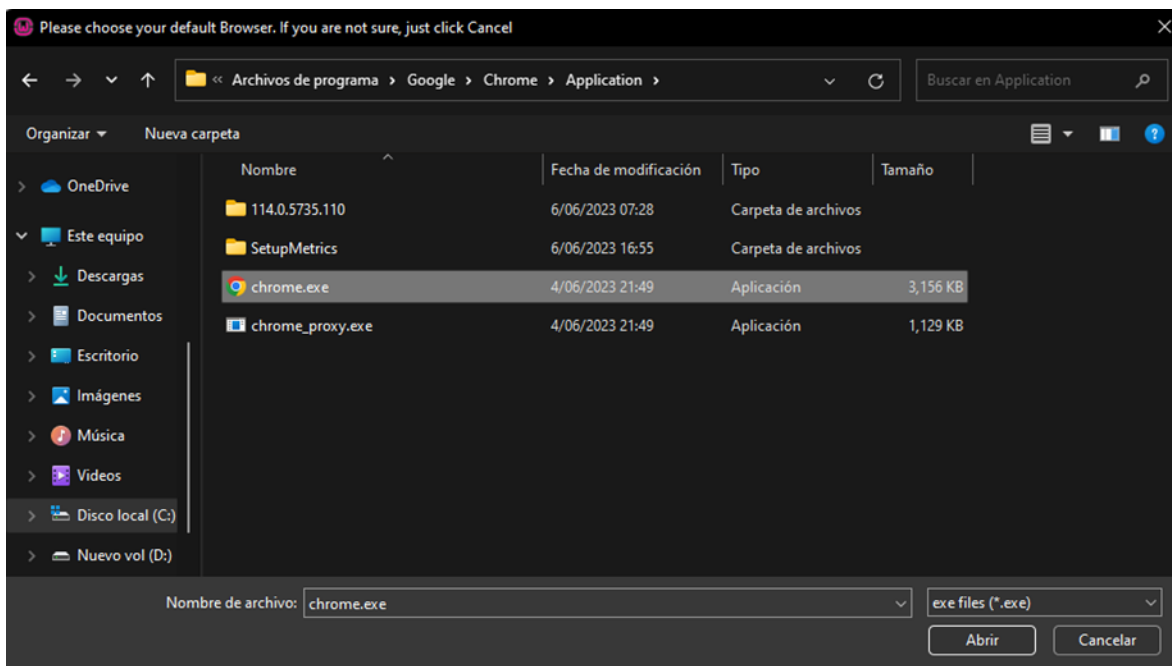 Please choose your default Browser. If you are not sure, just click Cancel
« Archivos de programa > Google > Chrome > Application >
Buscar en Application
Organizar
Nueva carpeta
Nombre
Fecha de modificación
Tipo
Tamaño
OneDrive
Este equipo
Descargas
Documentos
Escritorio
Imágenes
Música
Videos
Disco local (C:)
Nuevo vol (D:)
114.0.5735.110 6/06/2023 07:28 Carpeta de archivos
SetupMetrics 6/06/2023 16:55 Carpeta de archivos
chrome.exe 4/06/2023 21:49 Aplicación 3,156 KB
chrome_proxy.exe 4/06/2023 21:49 Aplicación 1,129 KB
Nombre de archivo: chrome.exe
exe files (*.exe)
Abrir
Cancelar